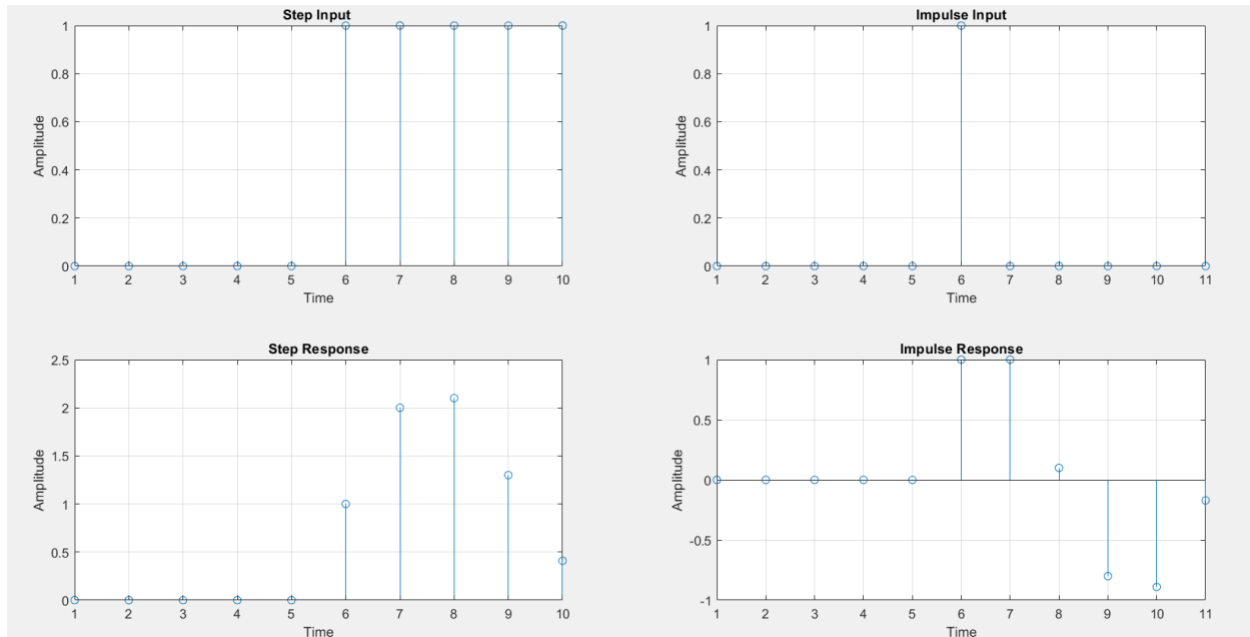 Step Input
Amplitude
1
0.8
0.6
0.4
0.2
0
1 2 3 4 5 6 7 8 9 10
Time
Impulse Input
Amplitude
1
0.8
0.6
0.4
0.2
0
1 2 3 4 5 6 7 8 9 10 11
Time
Step Response
Amplitude
2.5
2
1.5
1
0.5
0
1 2 3 4 5 6 7 8 9 10
Time
Impulse Response
Amplitude
1
0.5
0
-0.5
-1
1 2 3 4 5 6 7 8 9 10 11
Time